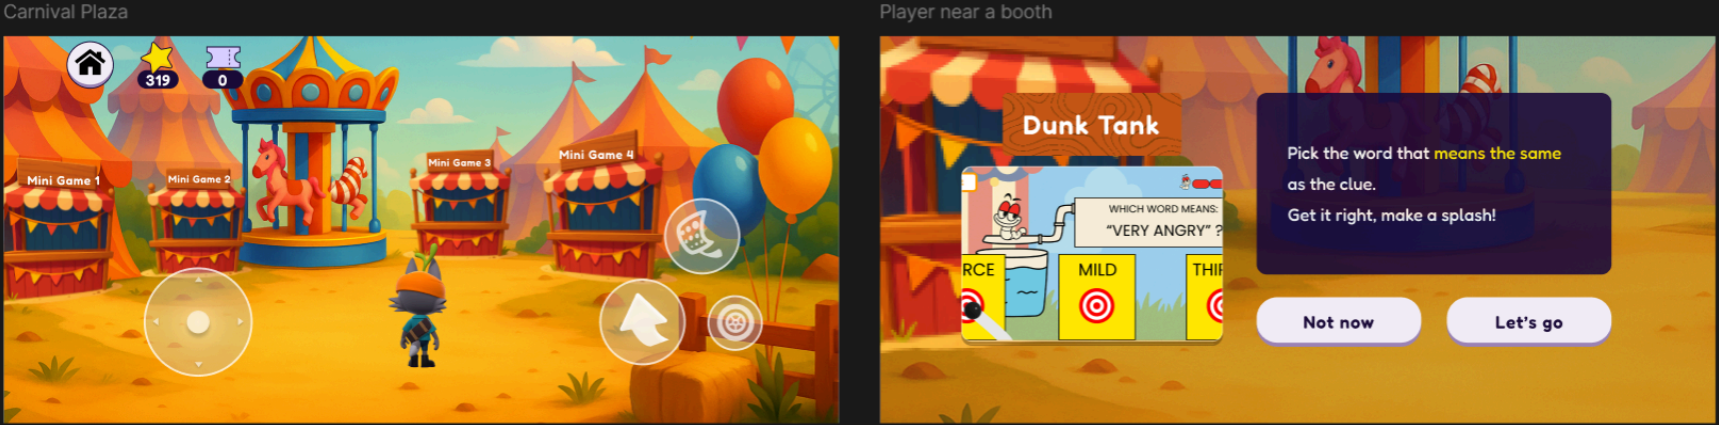 Carnival Plaza
319
0
Mini Game 1
Mini Game 2
Mini Game 3
Mini Game 4
Player near a booth
Dunk Tank
WHICH WORD MEANS:
"VERY ANGRY" ?
RCE
MILD
THIR
Pick the word that means the same
as the clue.
Get it right, make a splash!
Not now
Let's go